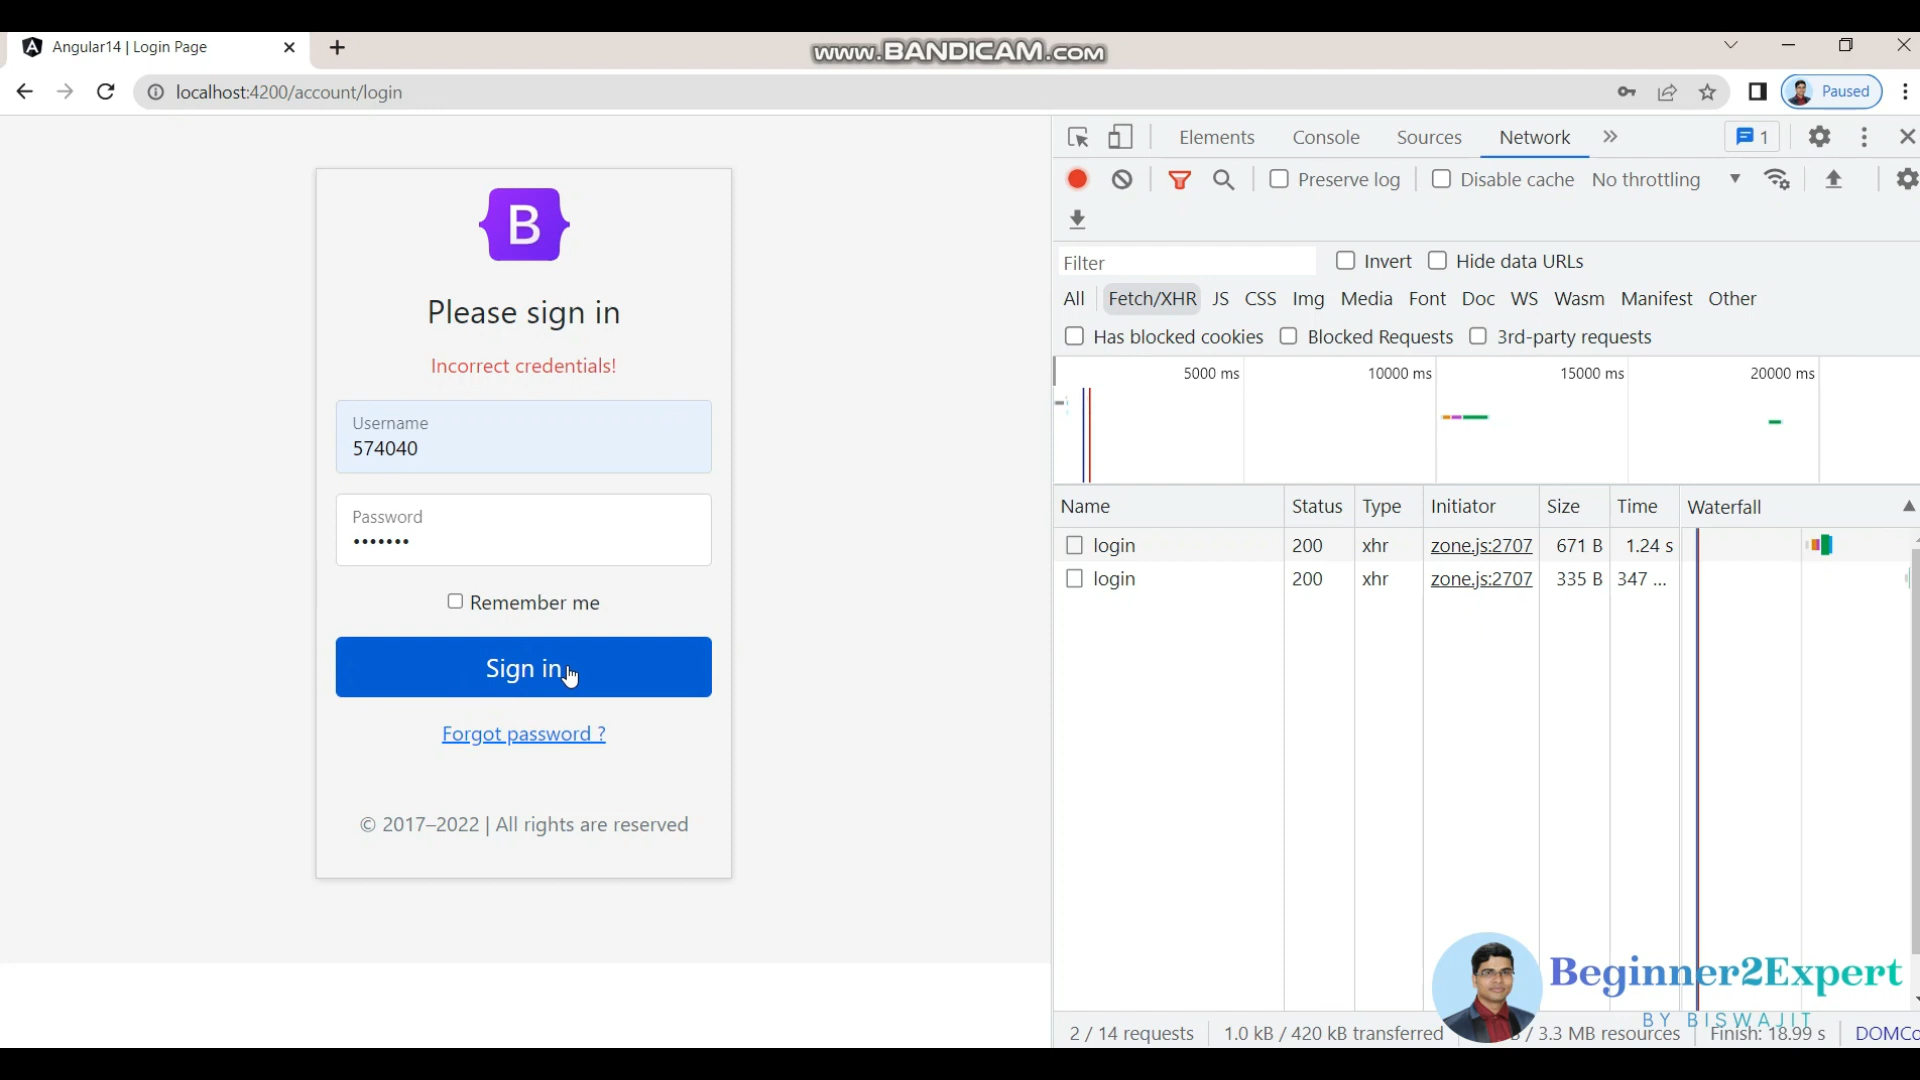 Angular14 | Login Page
www.BANDICAM.com
localhost:4200/account/login
Paused
B
Please sign in
Incorrect credentials!
Username
574040
Password
•••••••
Remember me
Sign in
Forgot password ?
© 2017–2022 | All rights are reserved
Elements Console Sources Network » 1
Preserve log Disable cache No throttling
Filter Invert Hide data URLs
All Fetch/XHR JS CSS Img Media Font Doc WS Wasm Manifest Other
Has blocked cookies Blocked Requests 3rd-party requests
5000 ms 10000 ms 15000 ms 20000 ms
Name Status Type Initiator Size Time Waterfall
login 200 xhr zone.js:2707 671 B 1.24 s
login 200 xhr zone.js:2707 335 B 347 ...
Beginner2Expert
BY BISWAJIT
2 / 14 requests 1.0 kB / 420 kB transferred / 3.3 MB resources Finish: 18.99 s DOMCo